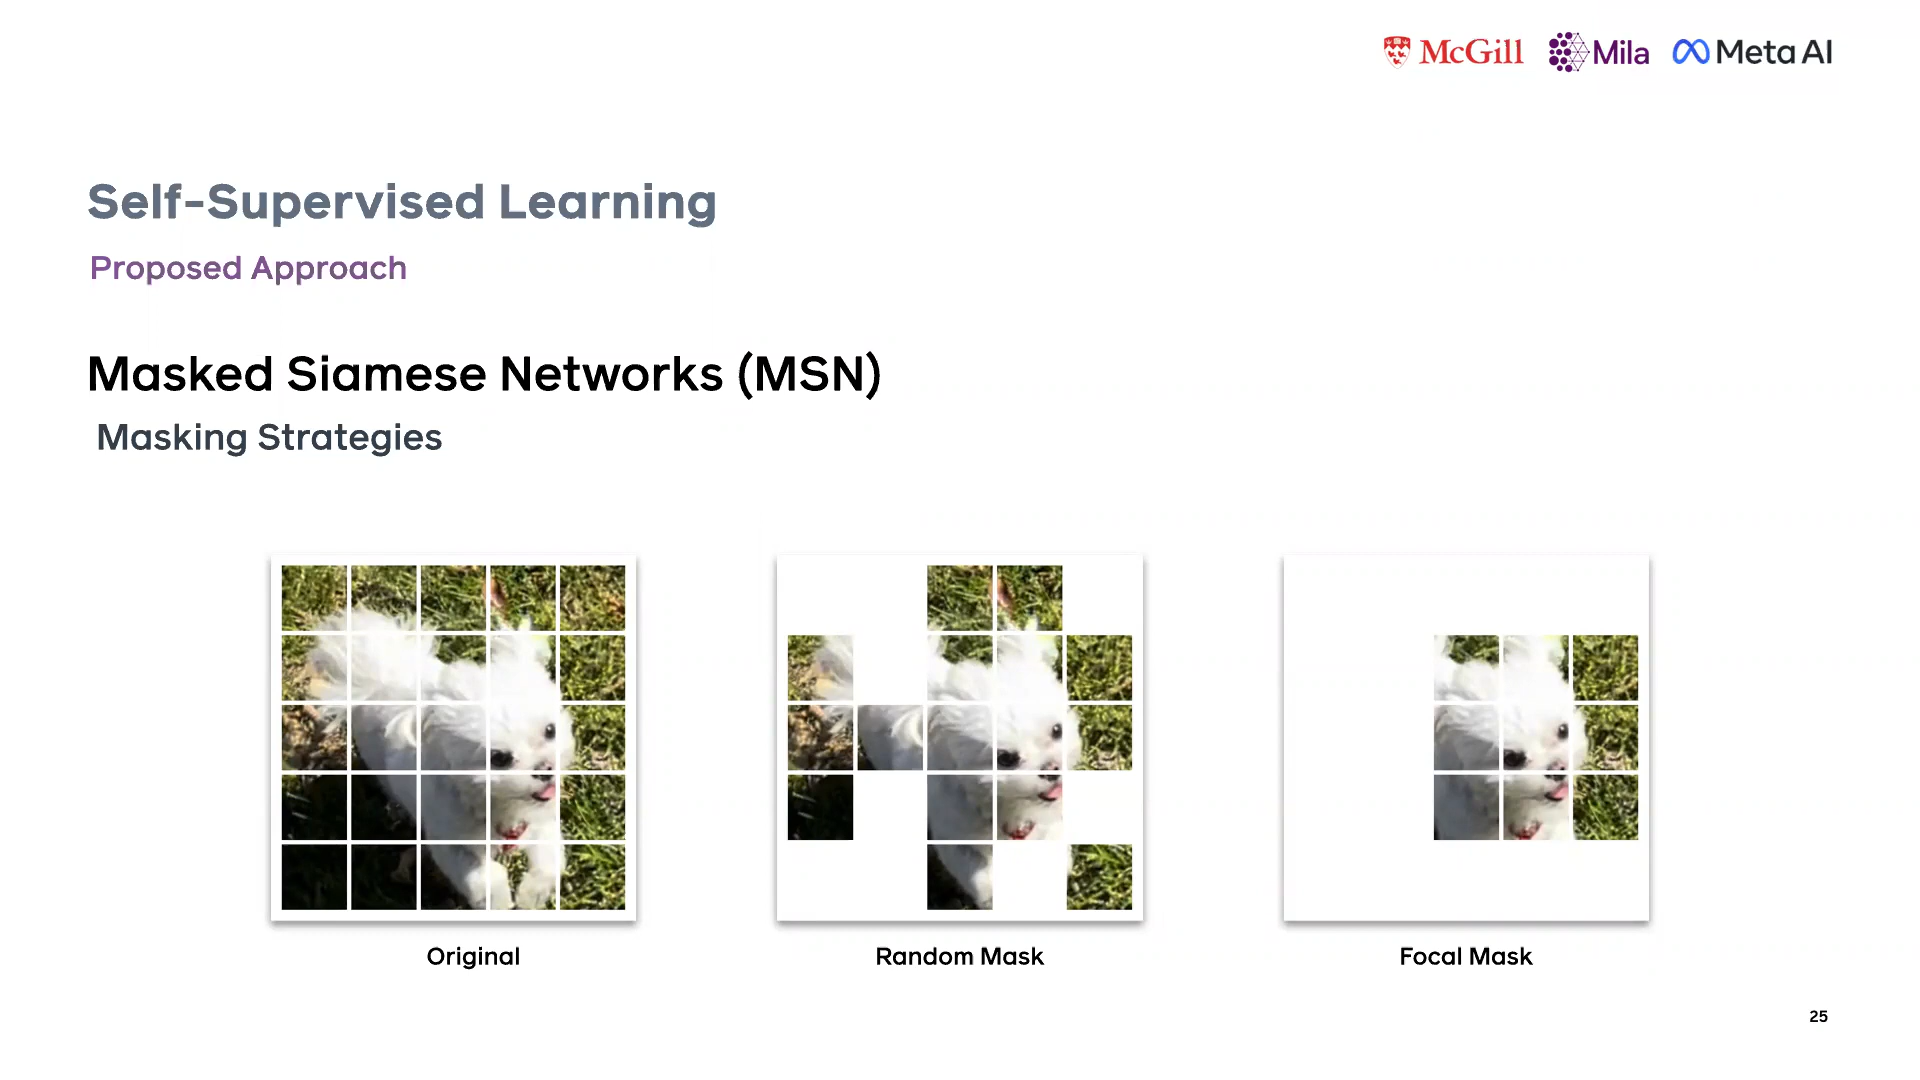 McGill Mila Meta AI
Self-Supervised Learning
Proposed Approach
Masked Siamese Networks (MSN)
Masking Strategies
Original
Random Mask
Focal Mask
25